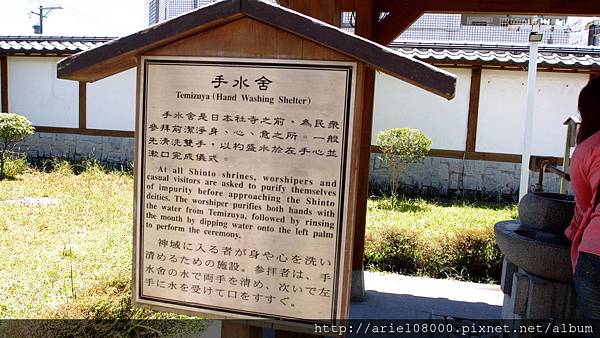 手水舍
Temizuya (Hand Washing Shelter)
手水舍是日本社寺之前，為民衆
參拜前潔淨身、心、意之所。一般
先清洗雙手，以杓盛水於左手心並
漱口完成儀式。
At all Shinto shrines, worshipers and
casual visitors are asked to purify themselves
of impurity before approaching the Shinto
deities. The worshiper purifies both hands with
the water from Temizuya, followed by rinsing
the mouth by dipping water onto the left palm
to perform the ceremony.
神域に入る者が身や心を洗い
清めるための施設。参拝者は、手
水舍の水で両手を清め、次いで左
手に水を受けて口をすすぐ。
http://ariel08000.pixnet.net/album